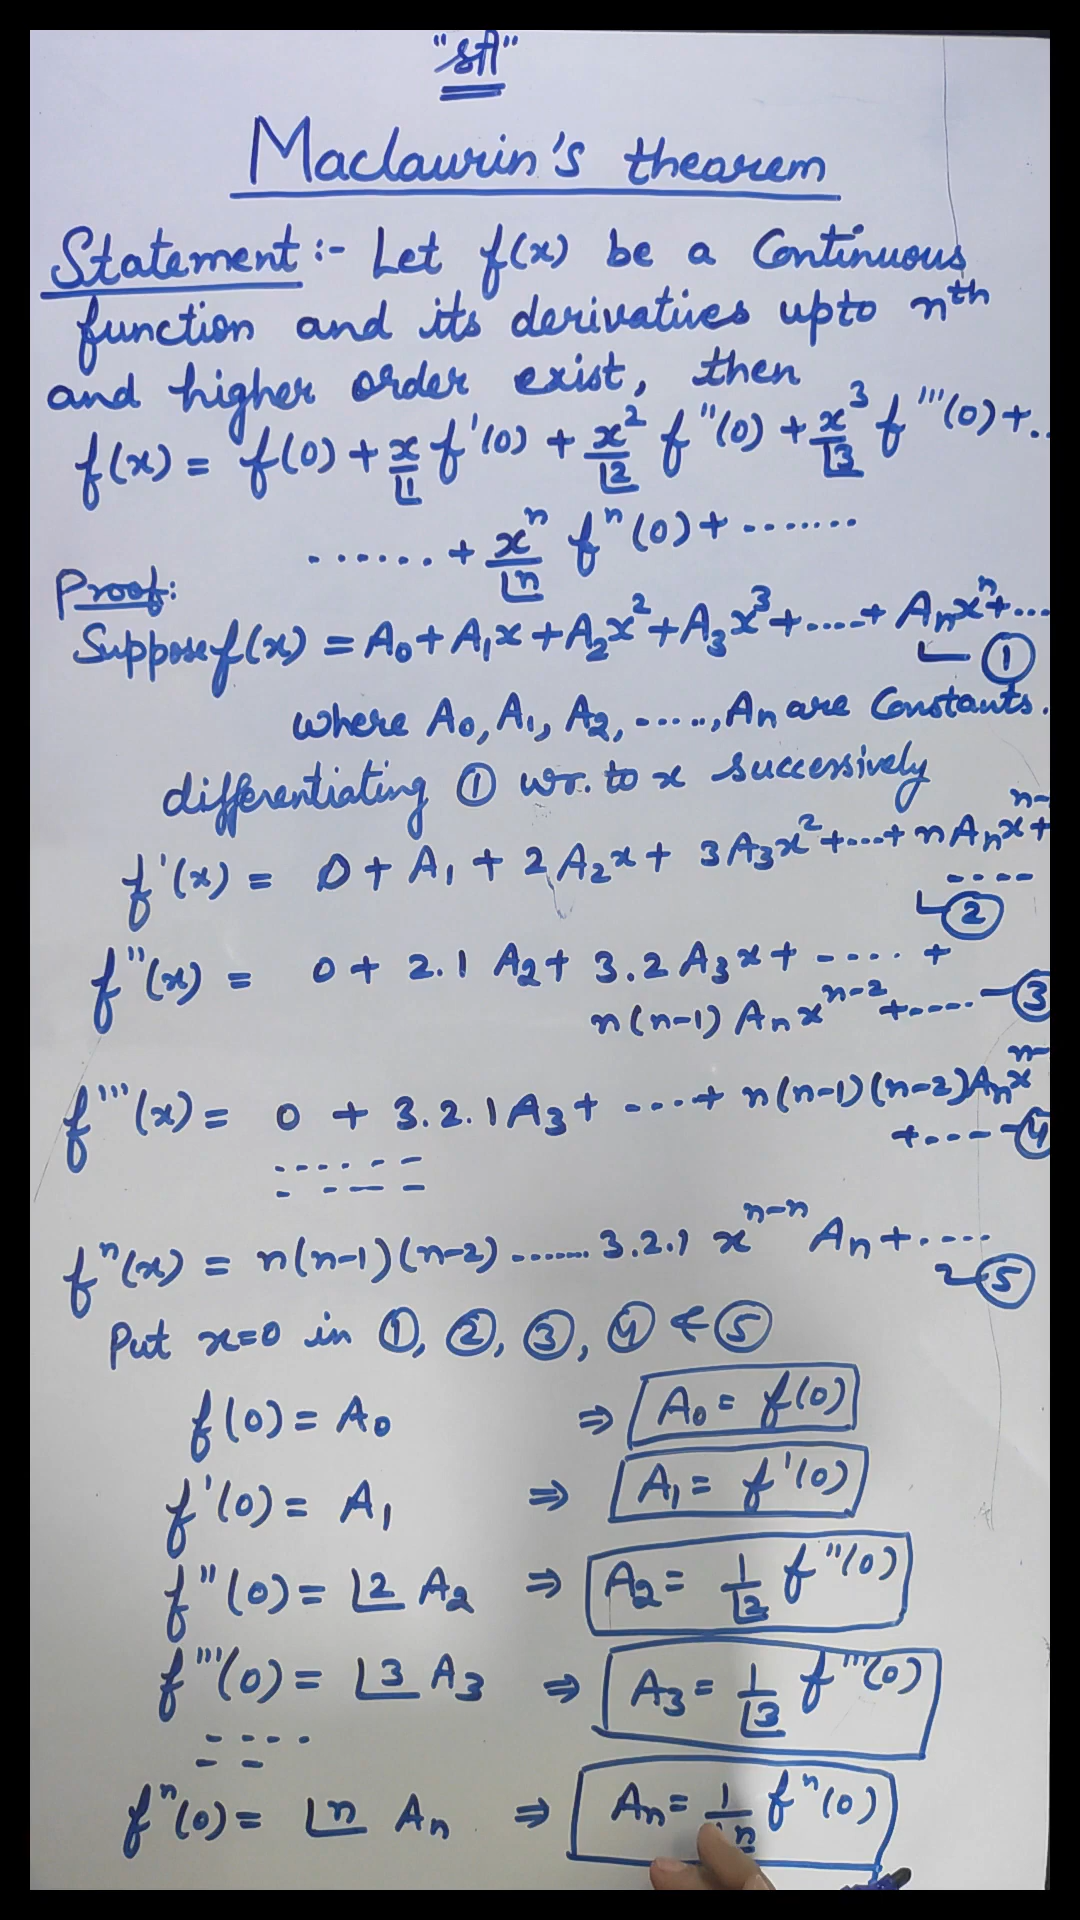 "श्री"
Maclaurin's thearem
Statement:- Let f(x) be a Continuous
function and its derivatives upto nᵗʰ
and higher order exist, then
f(x) = f(0) + x/⌊1 f'(0) + x²/⌊2 f''(0) + x³/⌊3 f'''(0) + ..
...... + xⁿ/⌊n fⁿ(0) + .......
Proof:
Suppose f(x) = A₀ + A₁x + A₂x² + A₃x³ + ....+ Aₙxⁿ + ...
①
where A₀, A₁, A₂, ....., Aₙ are Constants.
differentiating ① wr. to x successively
f'(x) = 0 + A₁ + 2A₂x + 3A₃x² + ...+ nAₙxⁿ⁻ +
....
②
f''(x) = 0 + 2.1 A₂ + 3.2 A₃x + ..... +
n(n-1) Aₙxⁿ⁻² + .... - ③
f'''(x) = 0 + 3.2.1 A₃ + ...+ n(n-1)(n-2)Aₙxⁿ⁻
+.... ④
fⁿ(x) = n(n-1)(n-2) ....... 3.2.1 xⁿ⁻ⁿ Aₙ + ....
⑤
Put x=0 in ①, ②, ③, ④ & ⑤
f(0) = A₀ ⇒ A₀ = f(0)
f'(0) = A₁ ⇒ A₁ = f'(0)
f''(0) = ⌊2 A₂ ⇒ A₂ = 1/⌊2 f''(0)
f'''(0) = ⌊3 A₃ ⇒ A₃ = 1/⌊3 f'''(0)
fⁿ(0) = ⌊n Aₙ ⇒ Aₙ = 1/⌊n fⁿ(0)